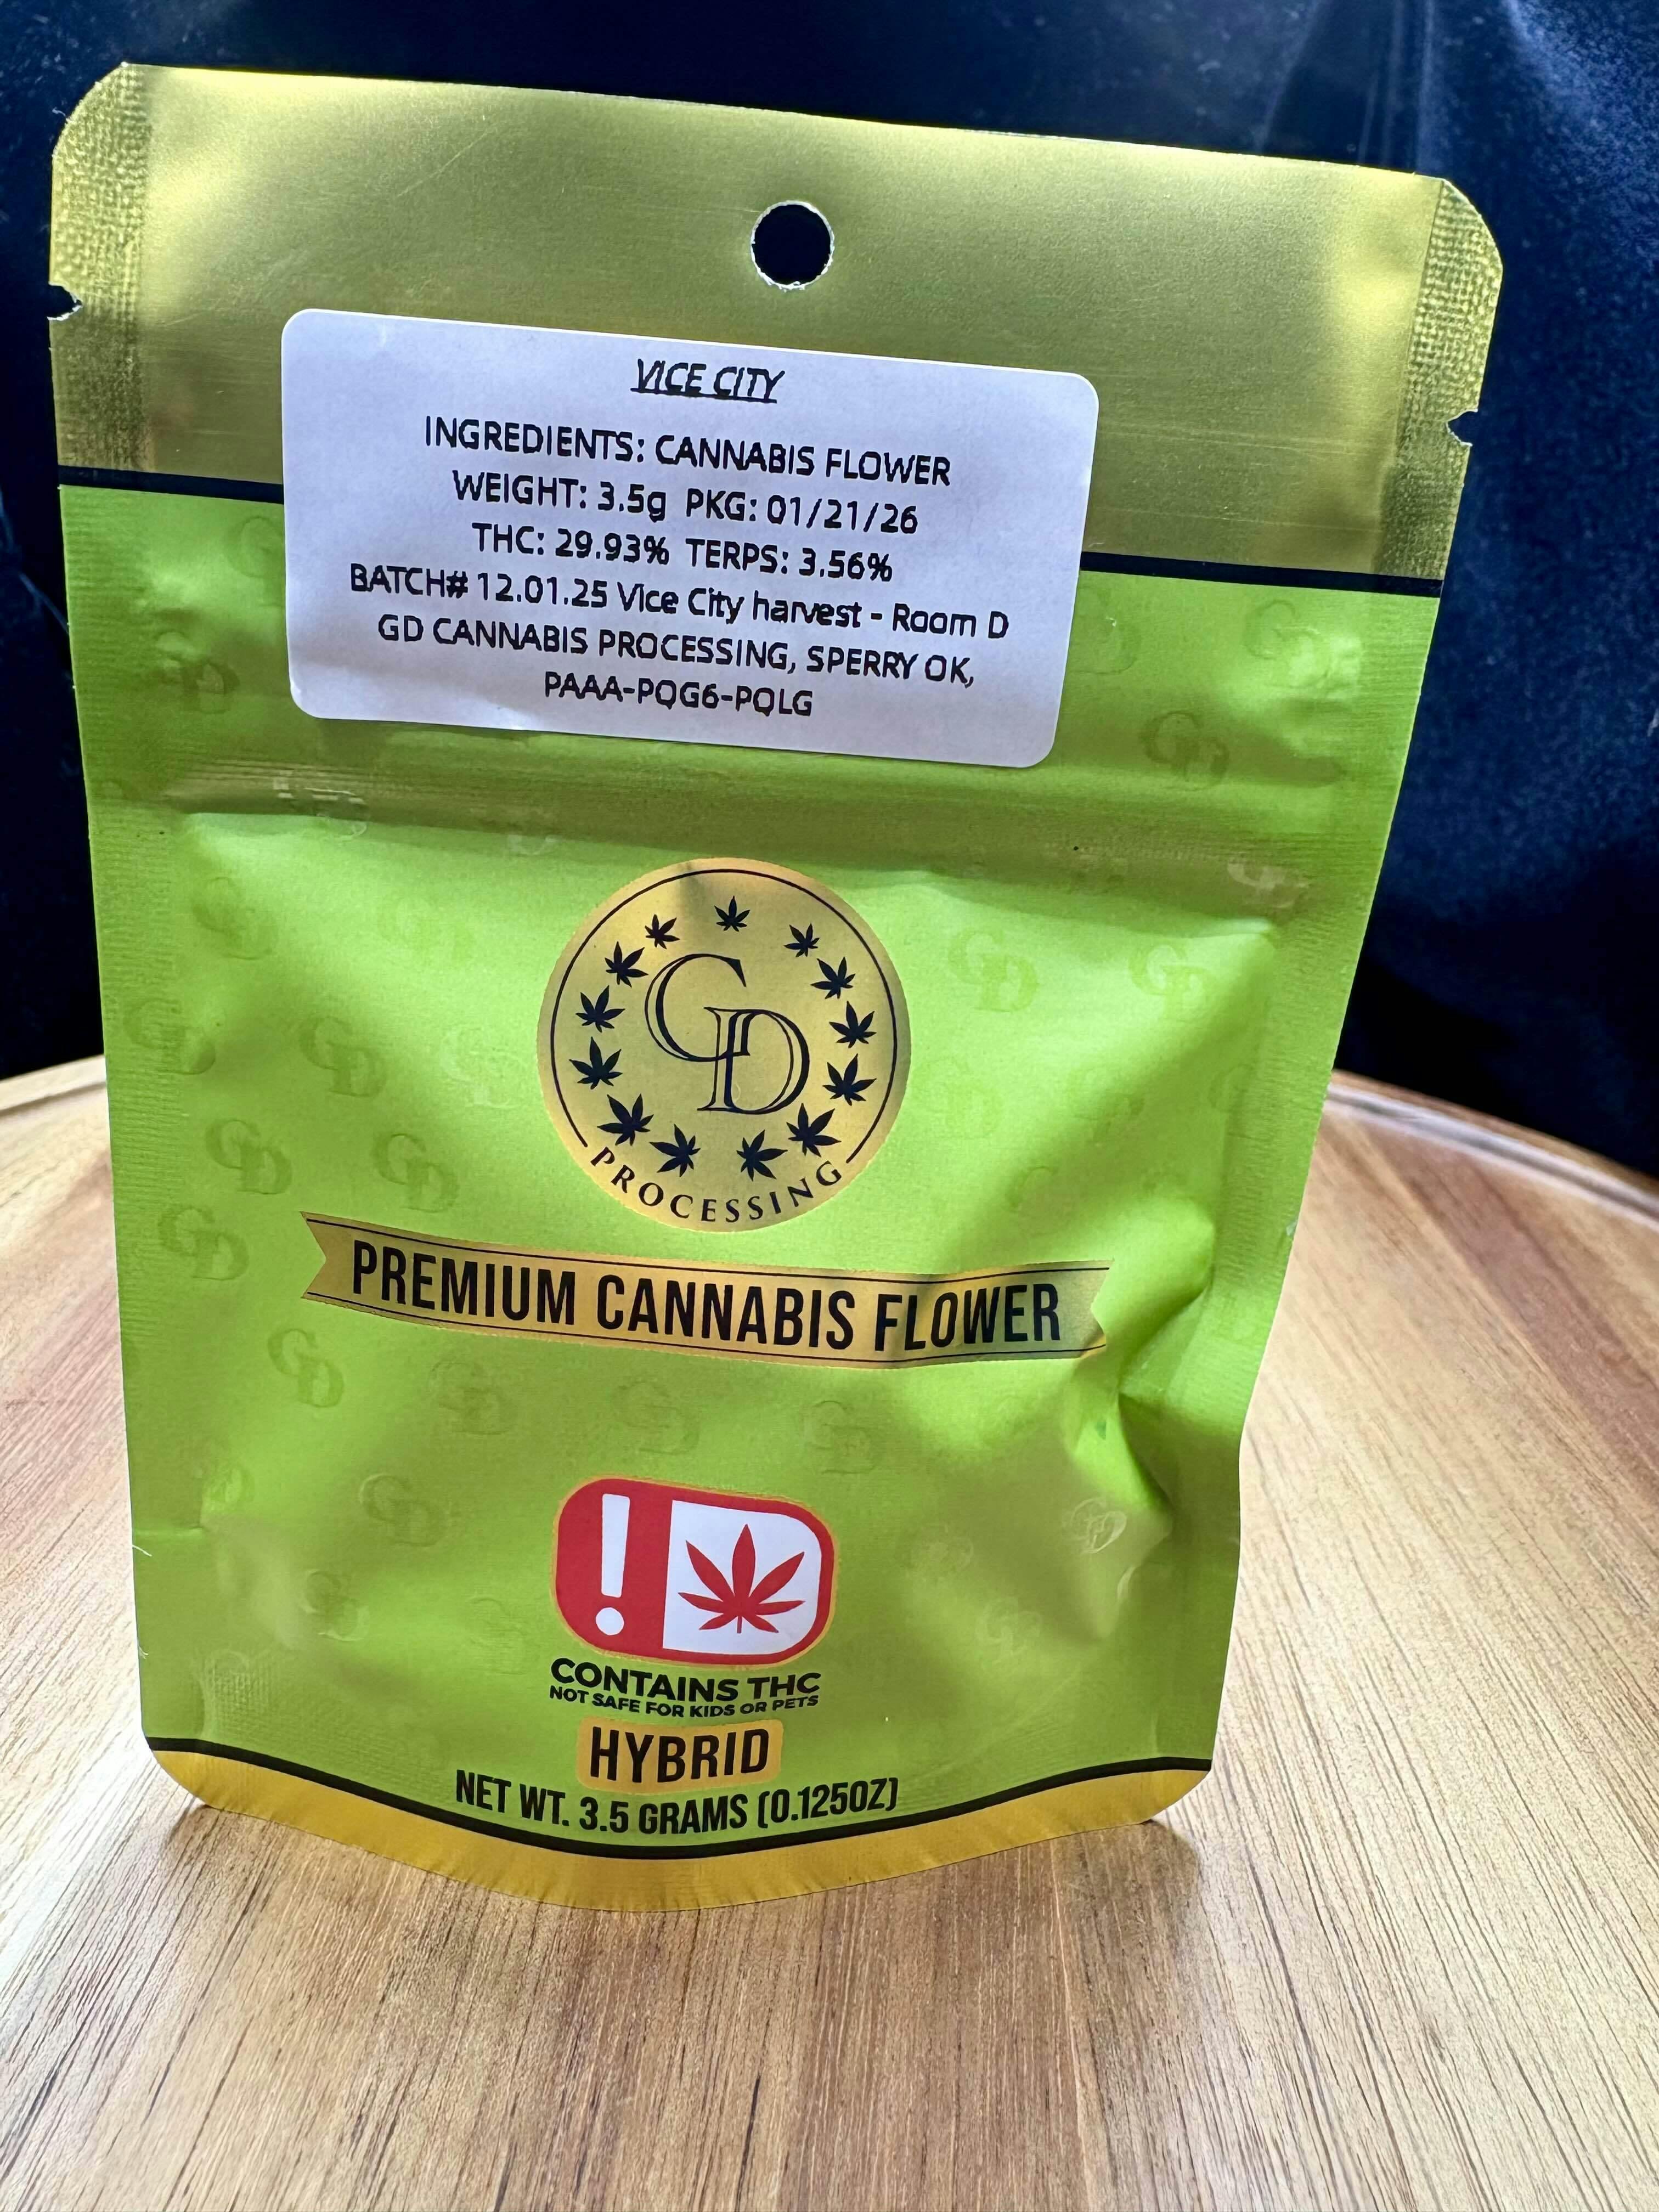 VICE CITY
INGREDIENTS: CANNABIS FLOWER
WEIGHT: 3.5g PKG: 01/21/26
THC: 29.93% TERPS: 3.56%
BATCH# 12.01.25 Vice City harvest - Room D
GD CANNABIS PROCESSING, SPERRY OK,
PAAA-PQG6-PQLG
GD
PROCESSING
PREMIUM CANNABIS FLOWER
!
CONTAINS THC
NOT SAFE FOR KIDS OR PETS
HYBRID
NET WT. 3.5 GRAMS (0.125OZ)